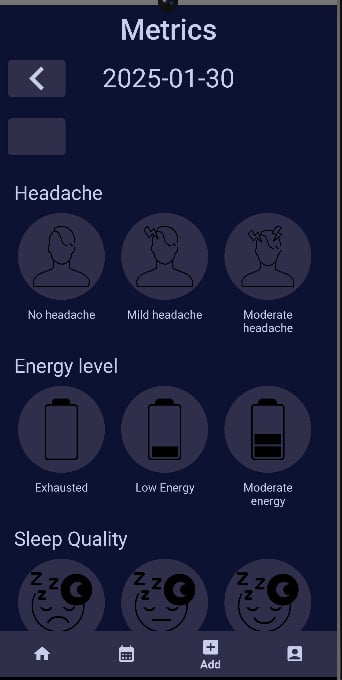 Metrics
2025-01-30
Headache
No headache
Mild headache
Moderate
headache
Energy level
Exhausted
Low Energy
Moderate
energy
Sleep Quality
Z Z Z
Z Z Z
Z Z Z
Add